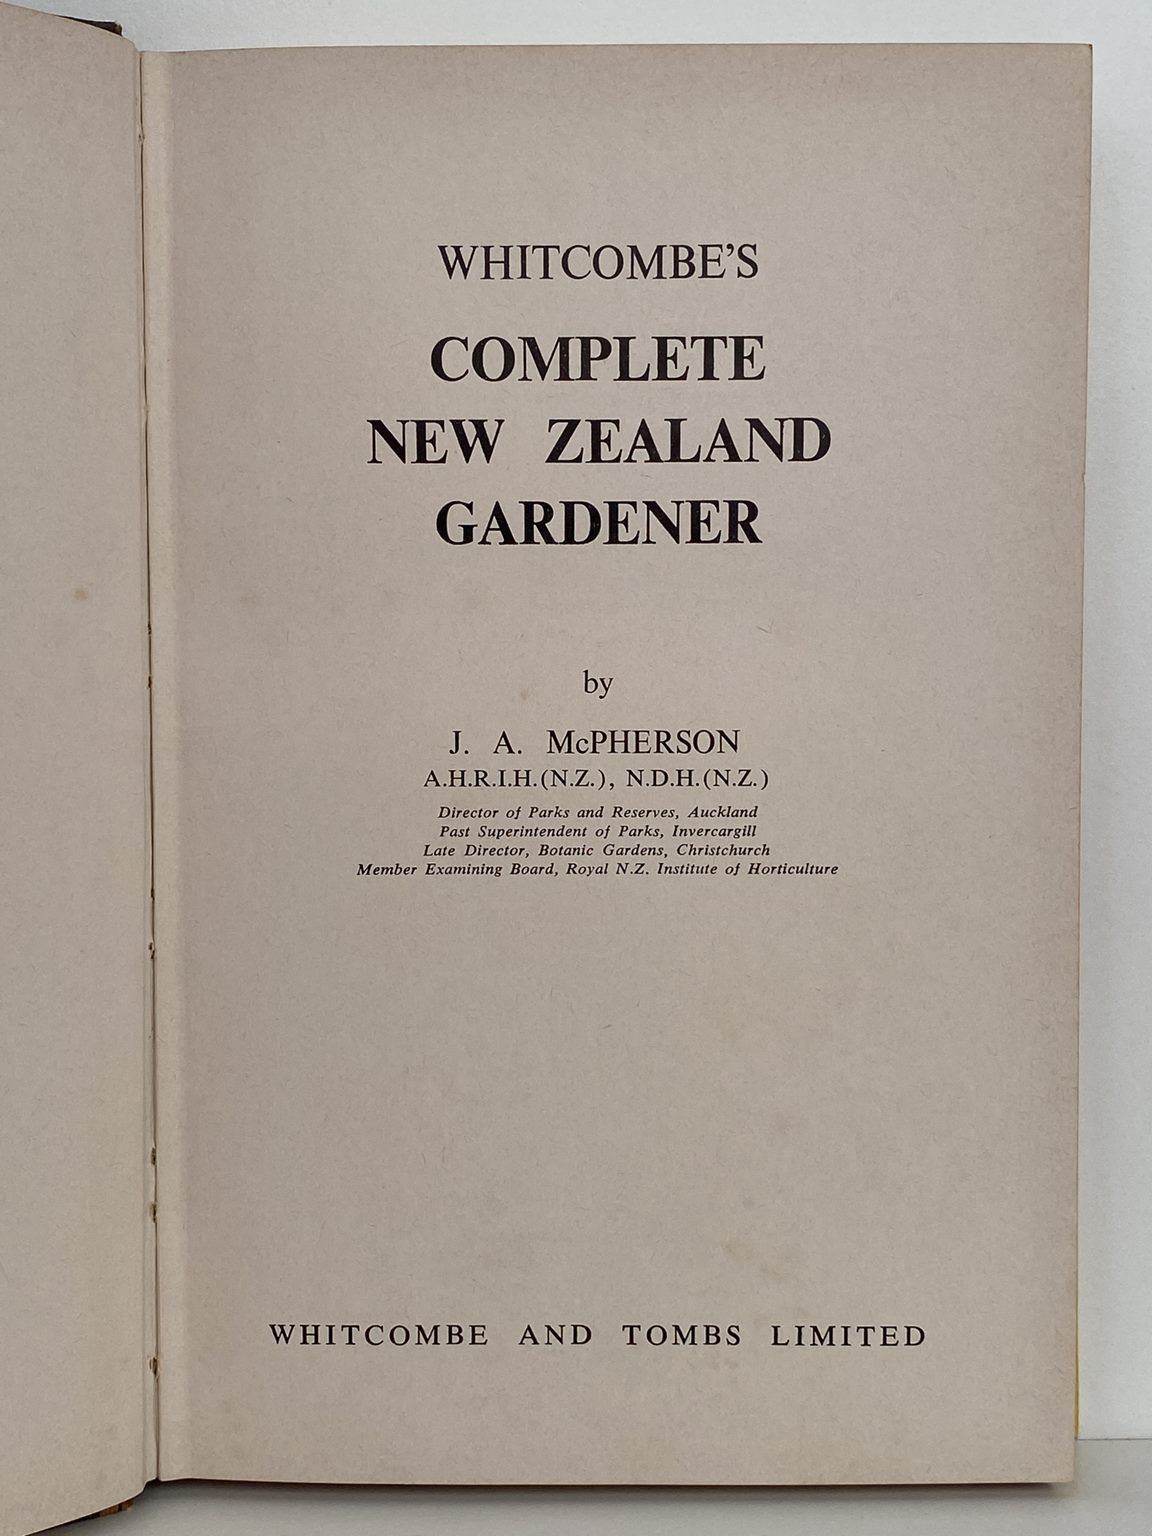 WHITCOMBE'S
COMPLETE
NEW ZEALAND
GARDENER
by
J. A. McPHERSON
A.H.R.I.H.(N.Z.), N.D.H.(N.Z.)
Director of Parks and Reserves, Auckland
Past Superintendent of Parks, Invercargill
Late Director, Botanic Gardens, Christchurch
Member Examining Board, Royal N.Z. Institute of Horticulture
WHITCOMBE AND TOMBS LIMITED